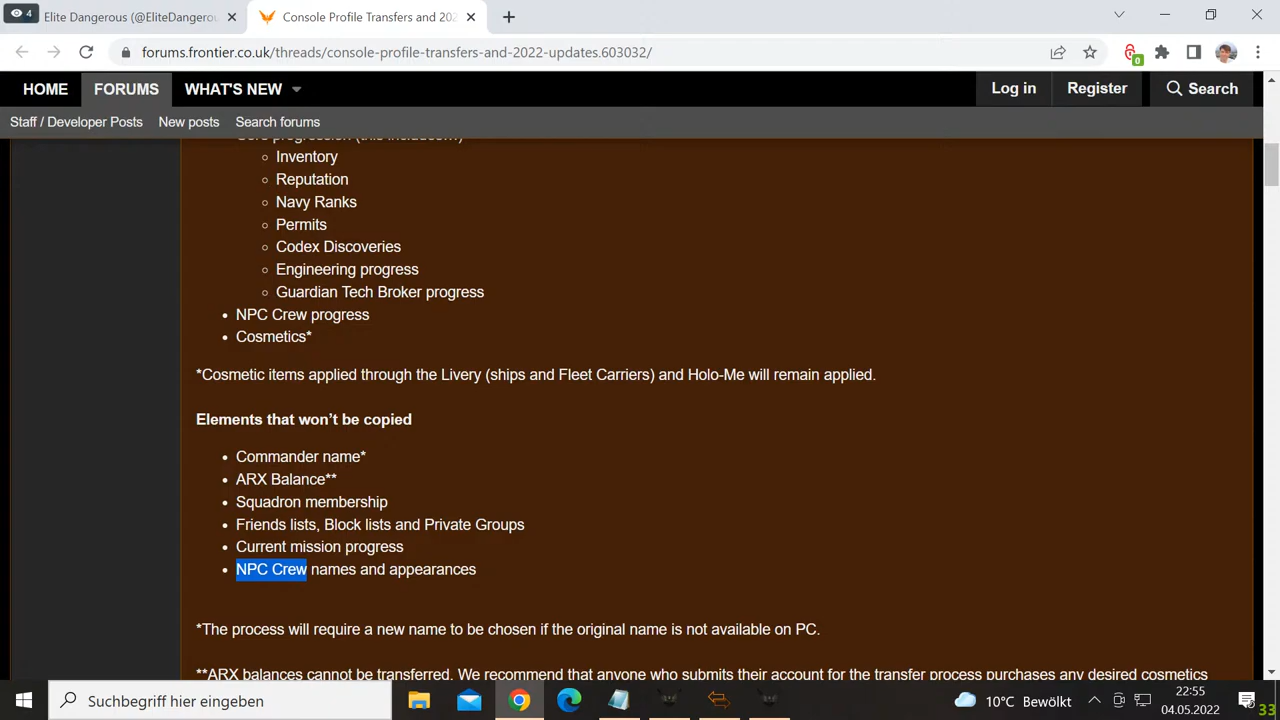 4
Elite Dangerous (@EliteDangerou
Console Profile Transfers and 202
forums.frontier.co.uk/threads/console-profile-transfers-and-2022-updates.603032/
0
HOME FORUMS WHAT'S NEW Log in Register Search
Staff / Developer Posts New posts Search forums
Inventory
Reputation
Navy Ranks
Permits
Codex Discoveries
Engineering progress
Guardian Tech Broker progress
NPC Crew progress
Cosmetics*
*Cosmetic items applied through the Livery (ships and Fleet Carriers) and Holo-Me will remain applied.
Elements that won’t be copied
Commander name*
ARX Balance**
Squadron membership
Friends lists, Block lists and Private Groups
Current mission progress
NPC Crew names and appearances
*The process will require a new name to be chosen if the original name is not available on PC.
**ARX balances cannot be transferred. We recommend that anyone who submits their account for the transfer process purchases any desired cosmetics
Suchbegriff hier eingeben
10°C Bewölkt
22:55
04.05.2022
33